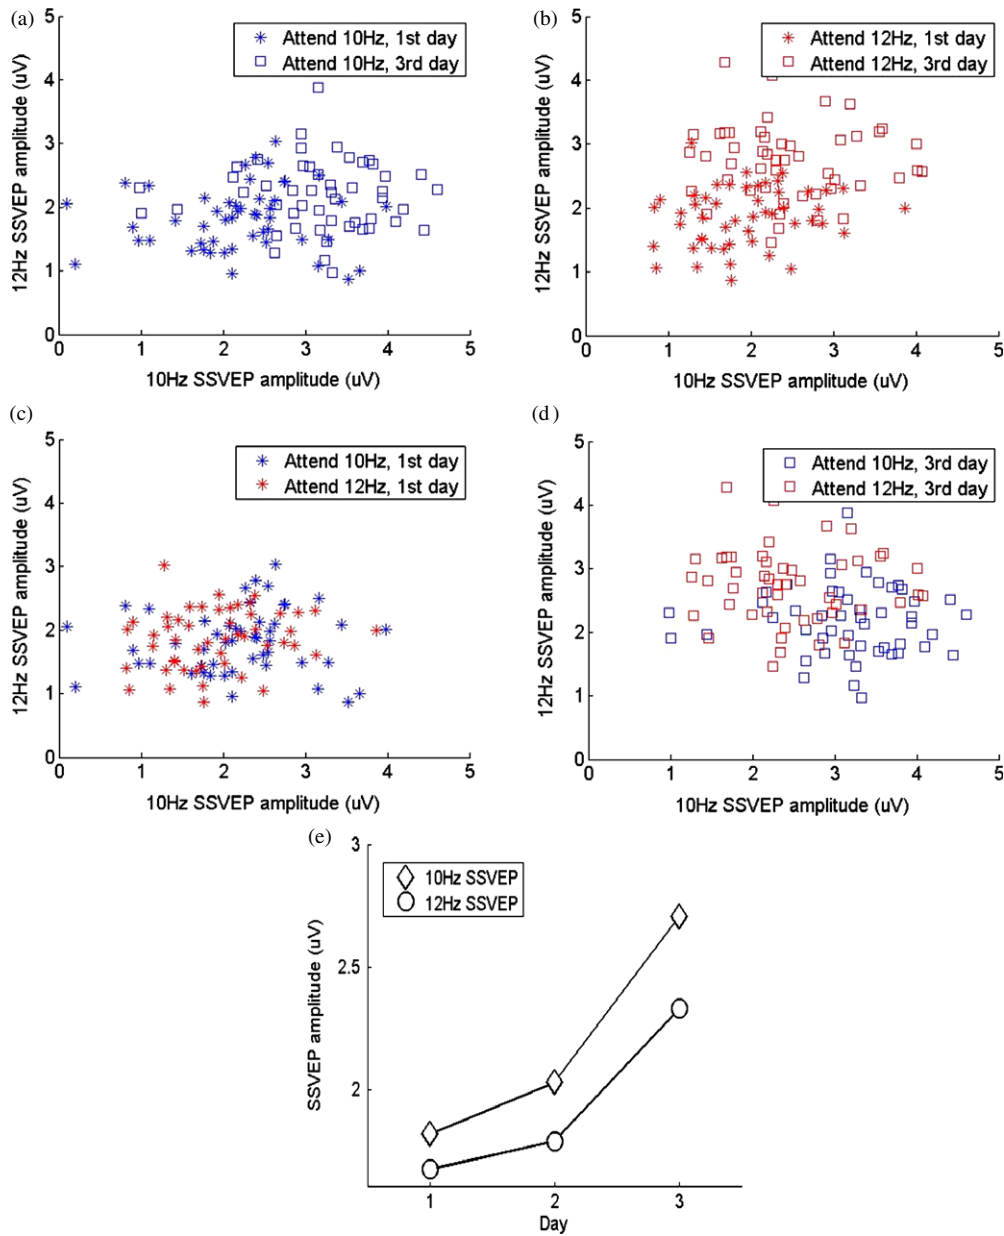 (a)
5
4
3
2
1
0
12Hz SSVEP amplitude (uV)
Attend 10Hz, 1st day
Attend 10Hz, 3rd day
0 1 2 3 4 5
10Hz SSVEP amplitude (uV)
(b)
5
4
3
2
1
0
12Hz SSVEP amplitude (uV)
Attend 12Hz, 1st day
Attend 12Hz, 3rd day
0 1 2 3 4 5
10Hz SSVEP amplitude (uV)
(c)
5
4
3
2
1
0
12Hz SSVEP amplitude (uV)
Attend 10Hz, 1st day
Attend 12Hz, 1st day
0 1 2 3 4 5
10Hz SSVEP amplitude (uV)
(d)
5
4
3
2
1
0
12Hz SSVEP amplitude (uV)
Attend 10Hz, 3rd day
Attend 12Hz, 3rd day
0 1 2 3 4 5
10Hz SSVEP amplitude (uV)
(e)
3
2.5
2
SSVEP amplitude (uV)
10Hz SSVEP
12Hz SSVEP
1 2 3
Day